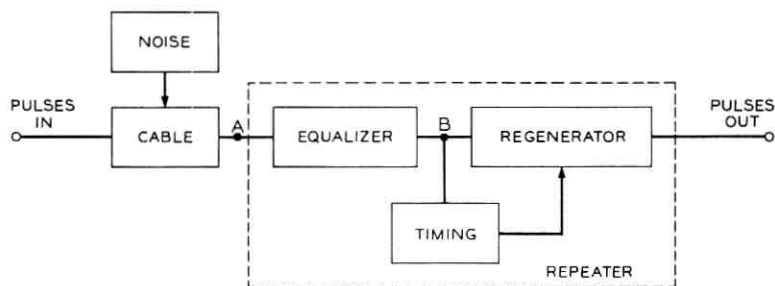 NOISE
PULSES
IN
CABLE
A
EQUALIZER
B
REGENERATOR
PULSES
OUT
TIMING
REPEATER